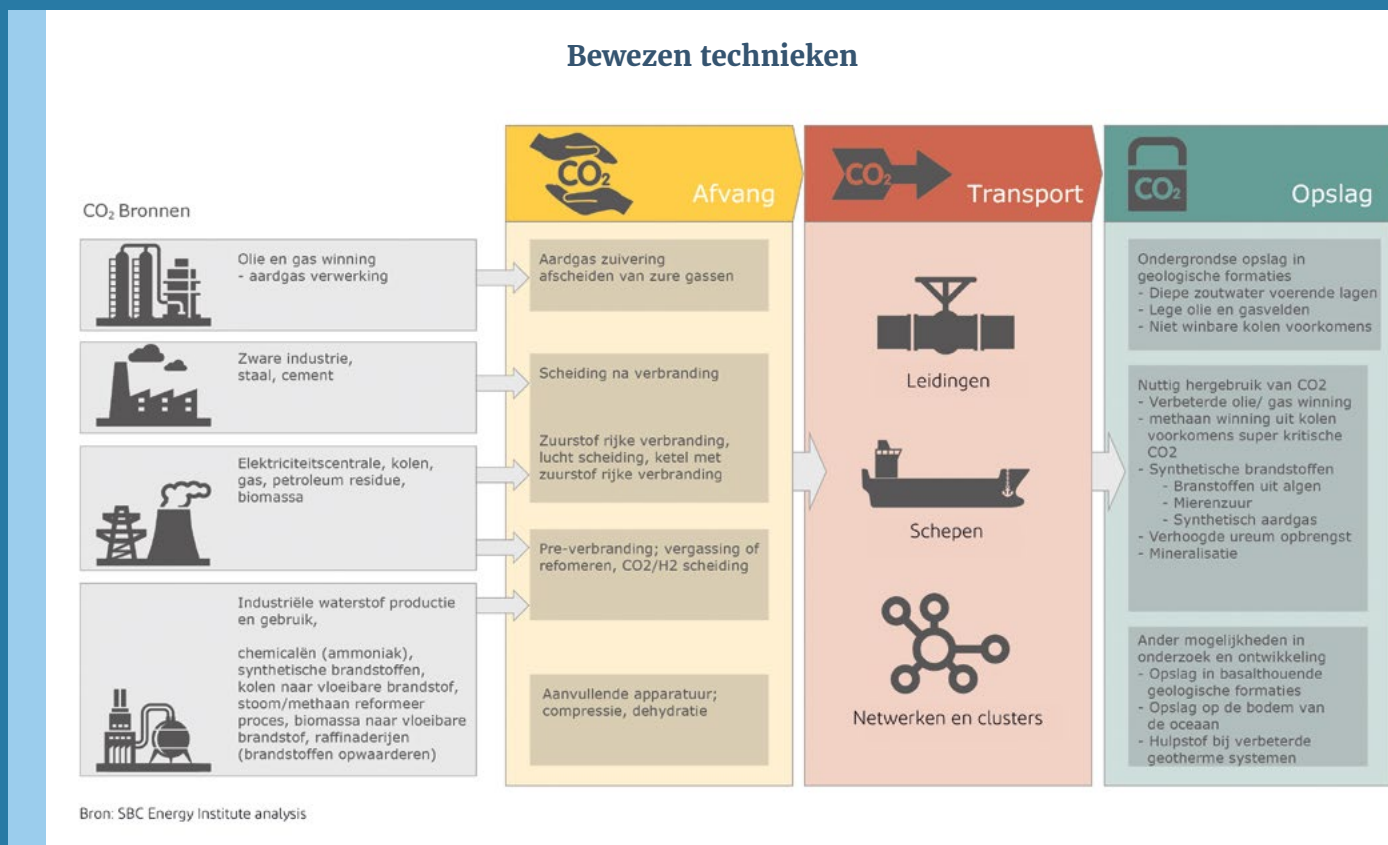 Bewezen technieken
CO₂ Bronnen
Olie en gas winning
- aardgas verwerking
Zware industrie,
staal, cement
Elektriciteitscentrale, kolen,
gas, petroleum residue,
biomassa
Industriële waterstof productie
en gebruik,
chemicalën (ammoniak),
synthetische brandstoffen,
kolen naar vloeibare brandstof,
stoom/methaan reformeer
proces, biomassa naar vloeibare
brandstof, raffinaderijen
(brandstoffen opwaarderen)
CO₂
Afvang
Aardgas zuivering
afscheiden van zure gassen
Scheiding na verbranding
Zuurstof rijke verbranding,
lucht scheiding, ketel met
zuurstof rijke verbranding
Pre-verbranding; vergassing of
refomeren, CO2/H2 scheiding
Aanvullende apparatuur;
compressie, dehydratie
CO₂
Transport
Leidingen
Schepen
Netwerken en clusters
CO₂
Opslag
Ondergrondse opslag in
geologische formaties
- Diepe zoutwater voerende lagen
- Lege olie en gasvelden
- Niet winbare kolen voorkomens
Nuttig hergebruik van CO2
- Verbeterde olie/ gas winning
- methaan winning uit kolen
voorkomens super kritische
CO2
- Synthetische brandstoffen
- Branstoffen uit algen
- Mierenzuur
- Synthetisch aardgas
- Verhoogde ureum opbrengst
- Mineralisatie
Ander mogelijkheden in
onderzoek en ontwikkeling
- Opslag in basalthouende
geologische formaties
- Opslag op de bodem van
de oceaan
- Hulpstof bij verbeterde
geotherme systemen
Bron: SBC Energy Institute analysis